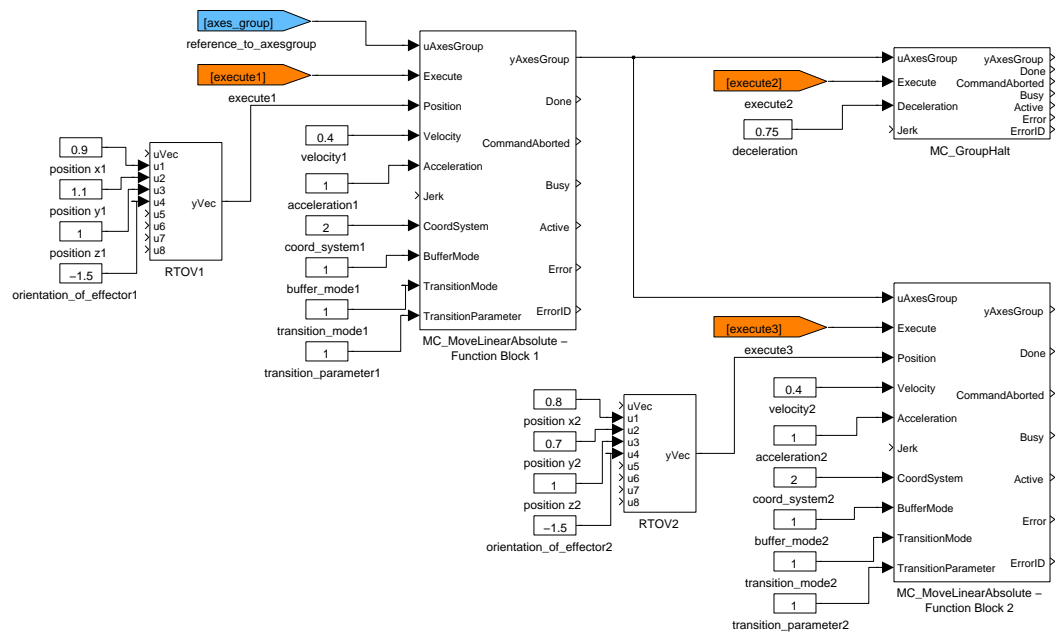 [axes_group]
reference_to_axesgroup
[execute1]
execute1
0.9
position x1
1.1
position y1
1
position z1
−1.5
orientation_of_effector1
uVec
u1
u2
u3
u4
u5
u6
u7
u8
yVec
RTOV1
0.4
velocity1
1
acceleration1
2
coord_system1
1
buffer_mode1
1
transition_mode1
1
transition_parameter1
uAxesGroup
Execute
Position
Velocity
Acceleration
Jerk
CoordSystem
BufferMode
TransitionMode
TransitionParameter
yAxesGroup
Done
CommandAborted
Busy
Active
Error
ErrorID
MC_MoveLinearAbsolute −
Function Block 1
[execute2]
execute2
0.75
deceleration
uAxesGroup
Execute
Deceleration
Jerk
yAxesGroup
Done
CommandAborted
Busy
Active
Error
ErrorID
MC_GroupHalt
[execute3]
execute3
0.8
position x2
0.7
position y2
1
position z2
−1.5
orientation_of_effector2
uVec
u1
u2
u3
u4
u5
u6
u7
u8
yVec
RTOV2
0.4
velocity2
1
acceleration2
2
coord_system2
1
buffer_mode2
1
transition_mode2
1
transition_parameter2
uAxesGroup
Execute
Position
Velocity
Acceleration
Jerk
CoordSystem
BufferMode
TransitionMode
TransitionParameter
yAxesGroup
Done
CommandAborted
Busy
Active
Error
ErrorID
MC_MoveLinearAbsolute −
Function Block 2